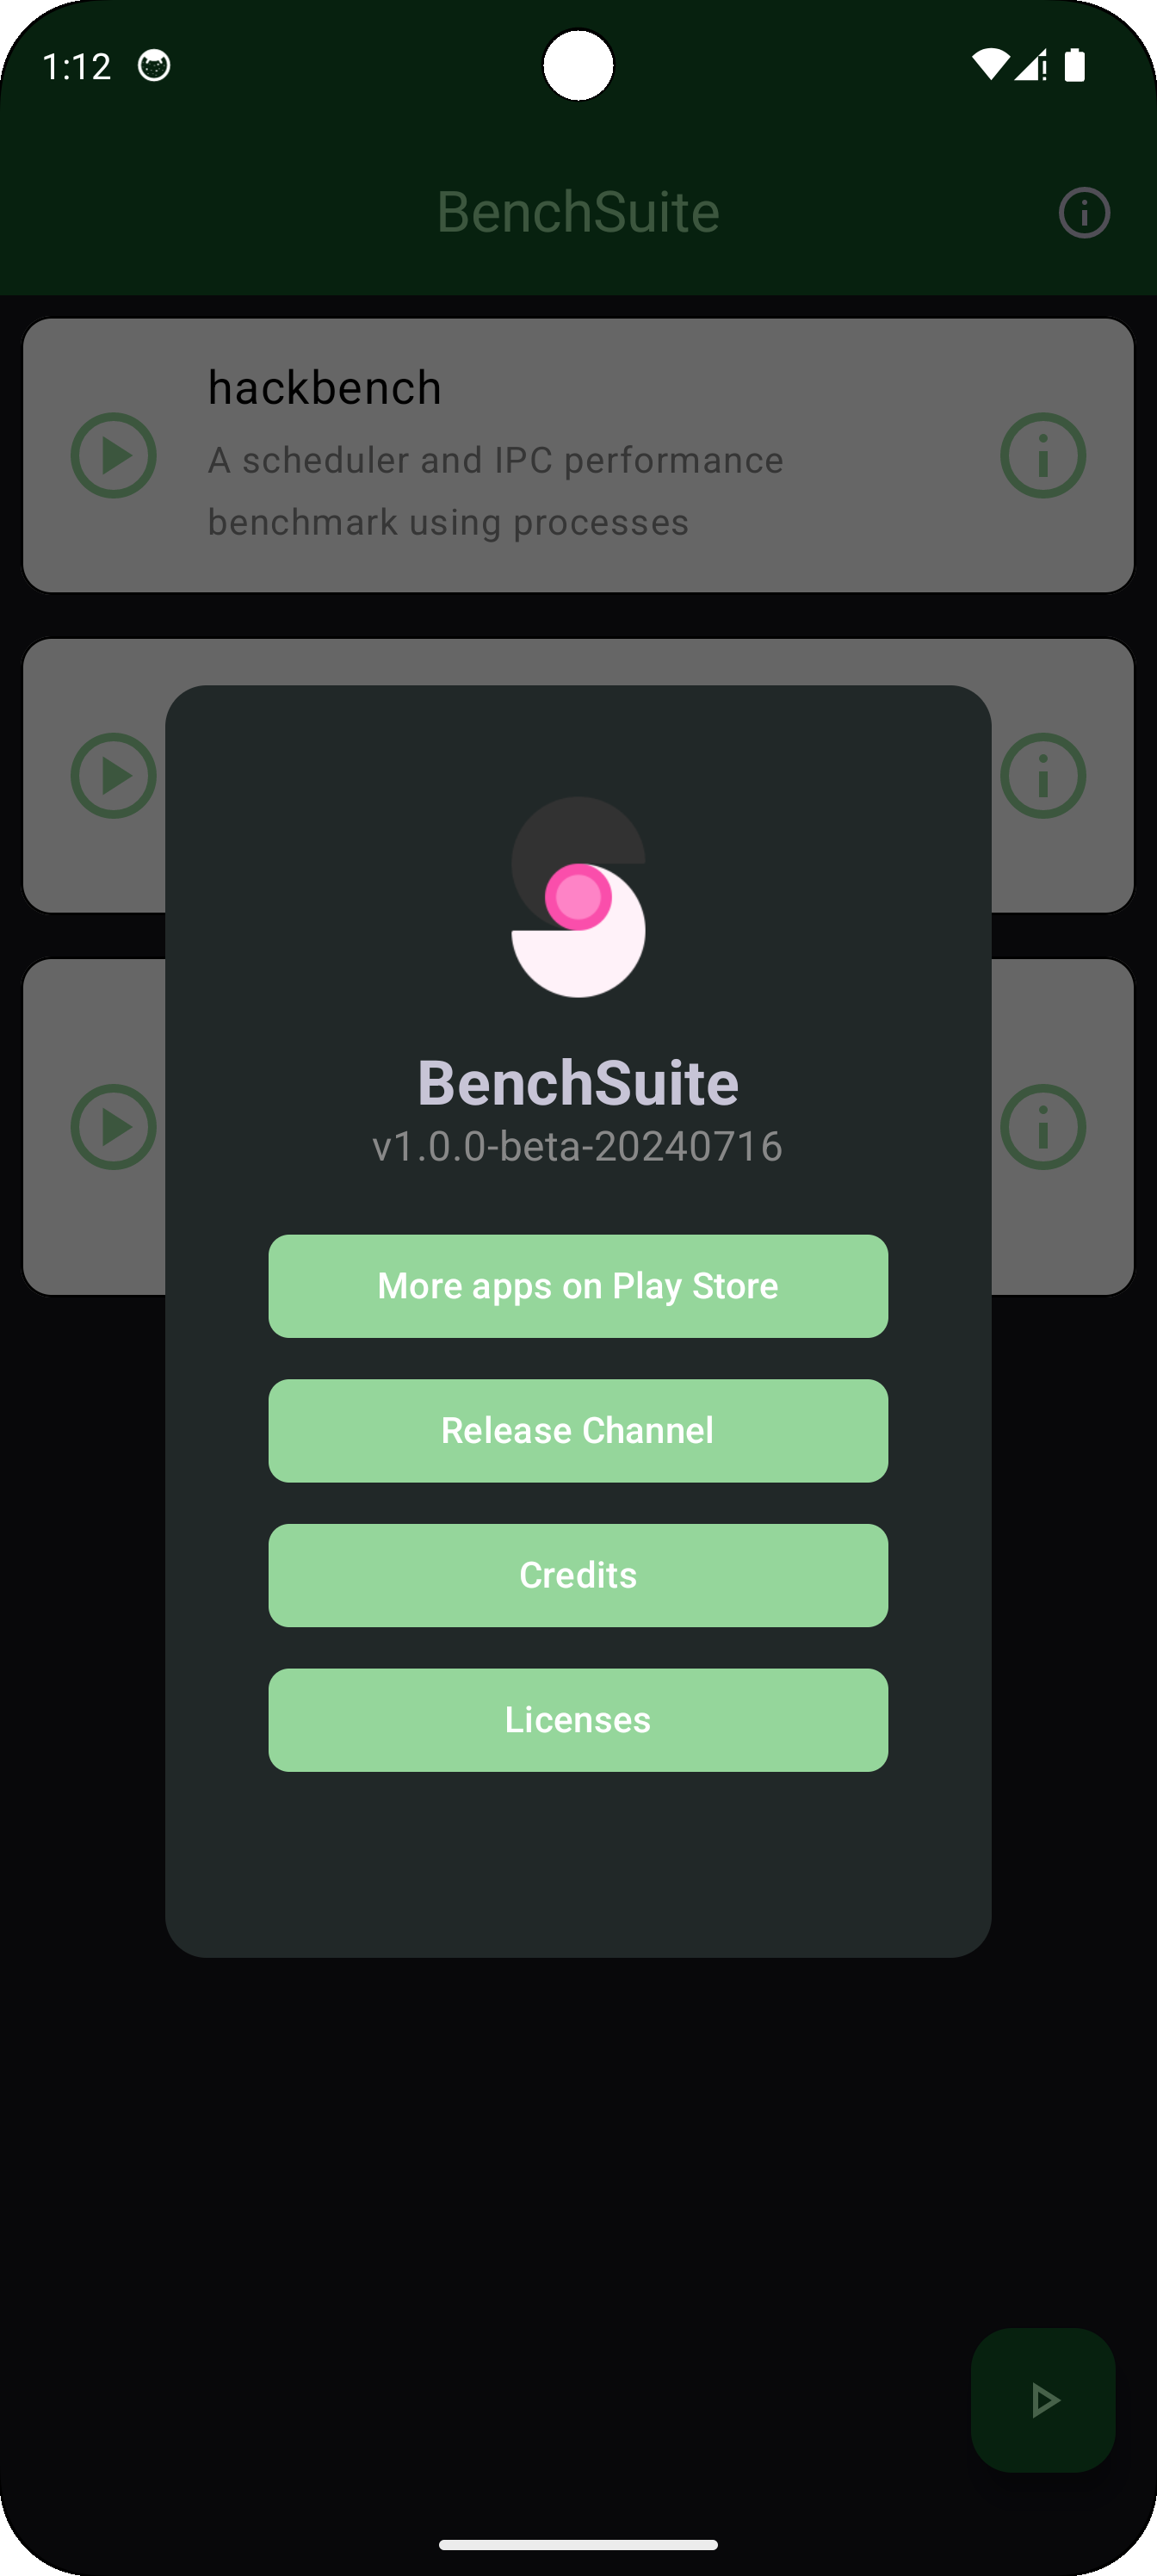 1:12
BenchSuite
hackbench
A scheduler and IPC performance
benchmark using processes
BenchSuite
v1.0.0-beta-20240716
More apps on Play Store
Release Channel
Credits
Licenses